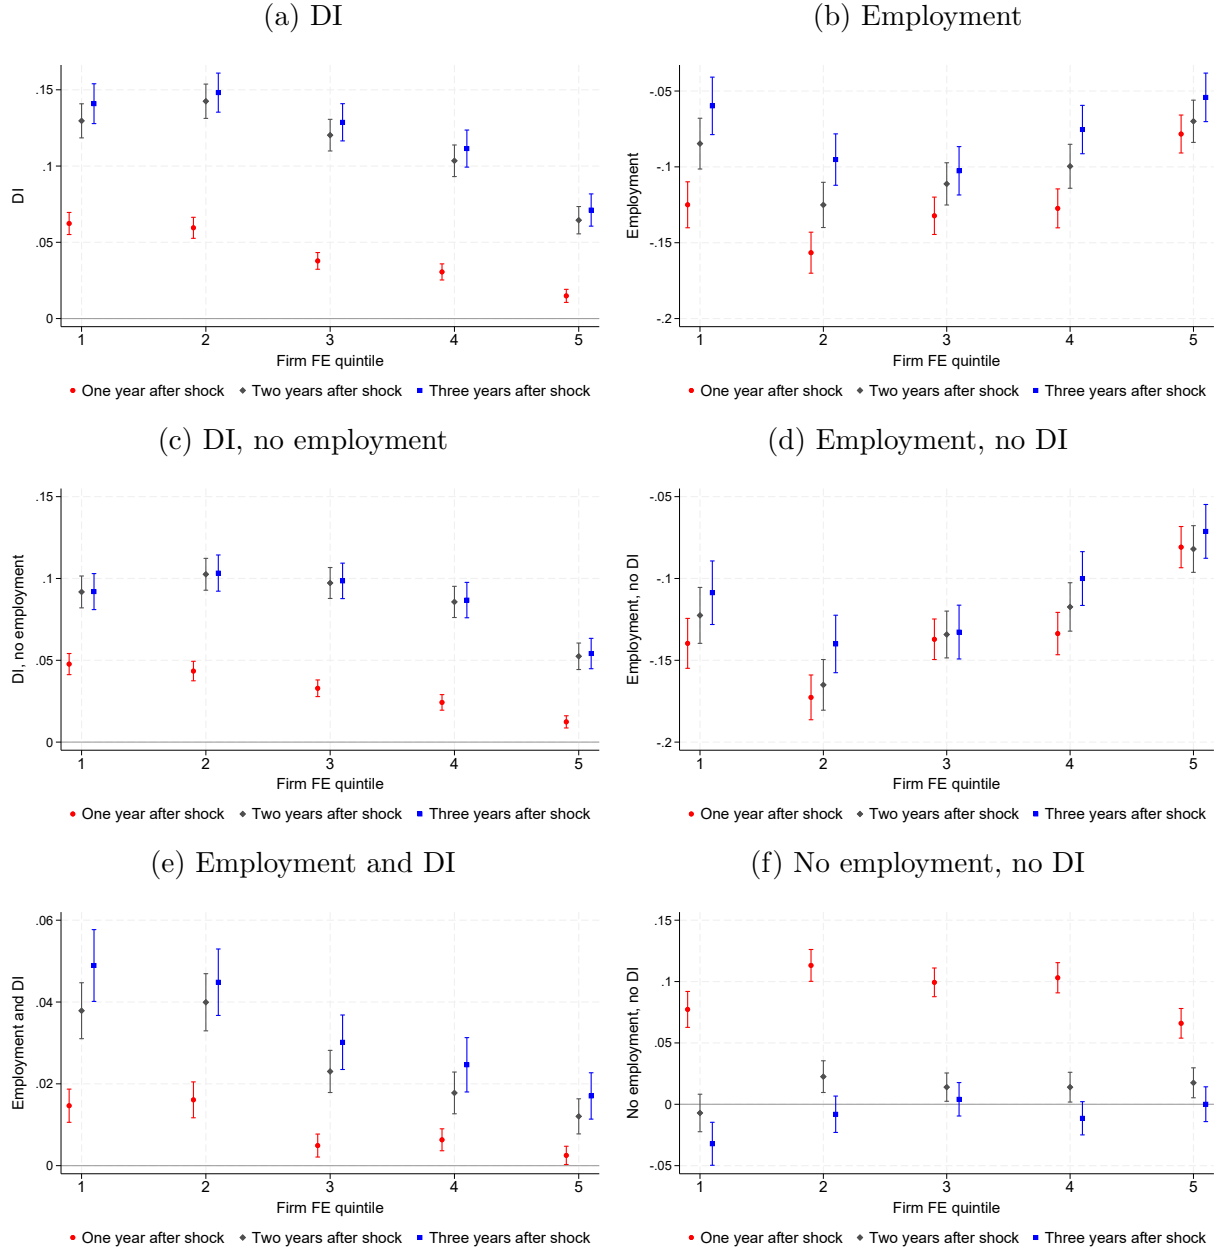 (a) DI
(b) Employment
.15
.1
.05
0
DI
1 2 3 4 5
Firm FE quintile
One year after shock Two years after shock Three years after shock
-.05
-.1
-.15
-.2
Employment
1 2 3 4 5
Firm FE quintile
One year after shock Two years after shock Three years after shock
(c) DI, no employment
(d) Employment, no DI
.15
.1
.05
0
DI, no employment
1 2 3 4 5
Firm FE quintile
One year after shock Two years after shock Three years after shock
-.05
-.1
-.15
-.2
Employment, no DI
1 2 3 4 5
Firm FE quintile
One year after shock Two years after shock Three years after shock
(e) Employment and DI
(f) No employment, no DI
.06
.04
.02
0
Employment and DI
1 2 3 4 5
Firm FE quintile
One year after shock Two years after shock Three years after shock
.15
.1
.05
0
-.05
No employment, no DI
1 2 3 4 5
Firm FE quintile
One year after shock Two years after shock Three years after shock